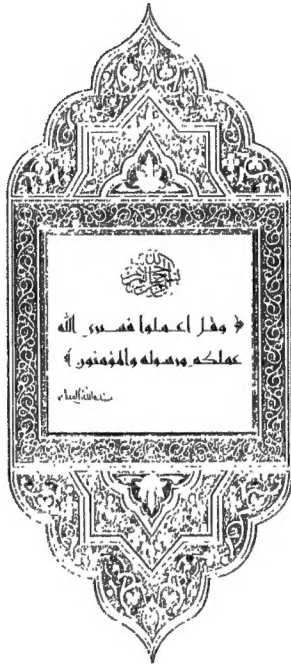 بسم الله الرحمن الرحيم
﴿ وقل اعملوا فسيرى الله
عملكم ورسوله والمؤمنون ﴾
صدق الله العظيم